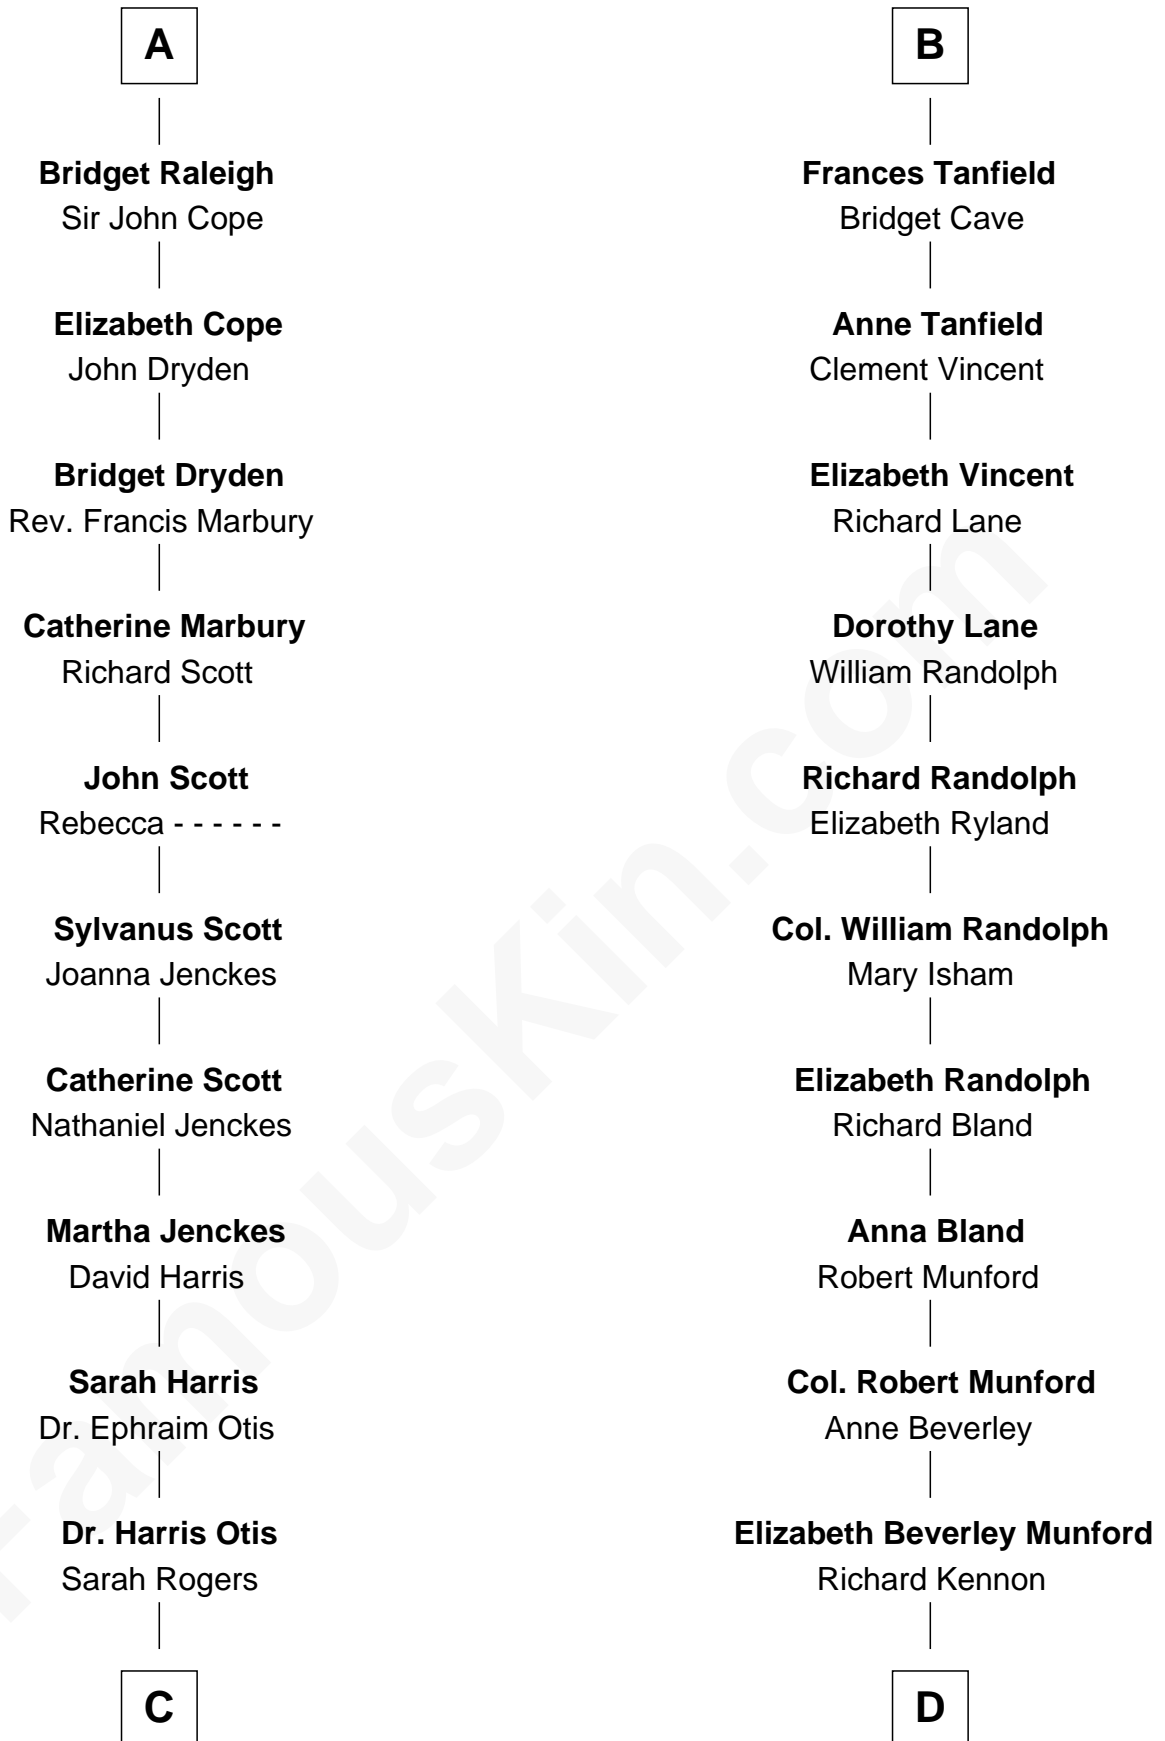 A
Bridget Raleigh
Sir John Cope
Elizabeth Cope
John Dryden
Bridget Dryden
Rev. Francis Marbury
Catherine Marbury
Richard Scott
John Scott
Rebecca - - - - - -
Sylvanus Scott
Joanna Jenckes
Catherine Scott
Nathaniel Jenckes
Martha Jenckes
David Harris
Sarah Harris
Dr. Ephraim Otis
Dr. Harris Otis
Sarah Rogers
C
B
Frances Tanfield
Bridget Cave
Anne Tanfield
Clement Vincent
Elizabeth Vincent
Richard Lane
Dorothy Lane
William Randolph
Richard Randolph
Elizabeth Ryland
Col. William Randolph
Mary Isham
Elizabeth Randolph
Richard Bland
Anna Bland
Robert Munford
Col. Robert Munford
Anne Beverley
Elizabeth Beverley Munford
Richard Kennon
D
FamousKin.com